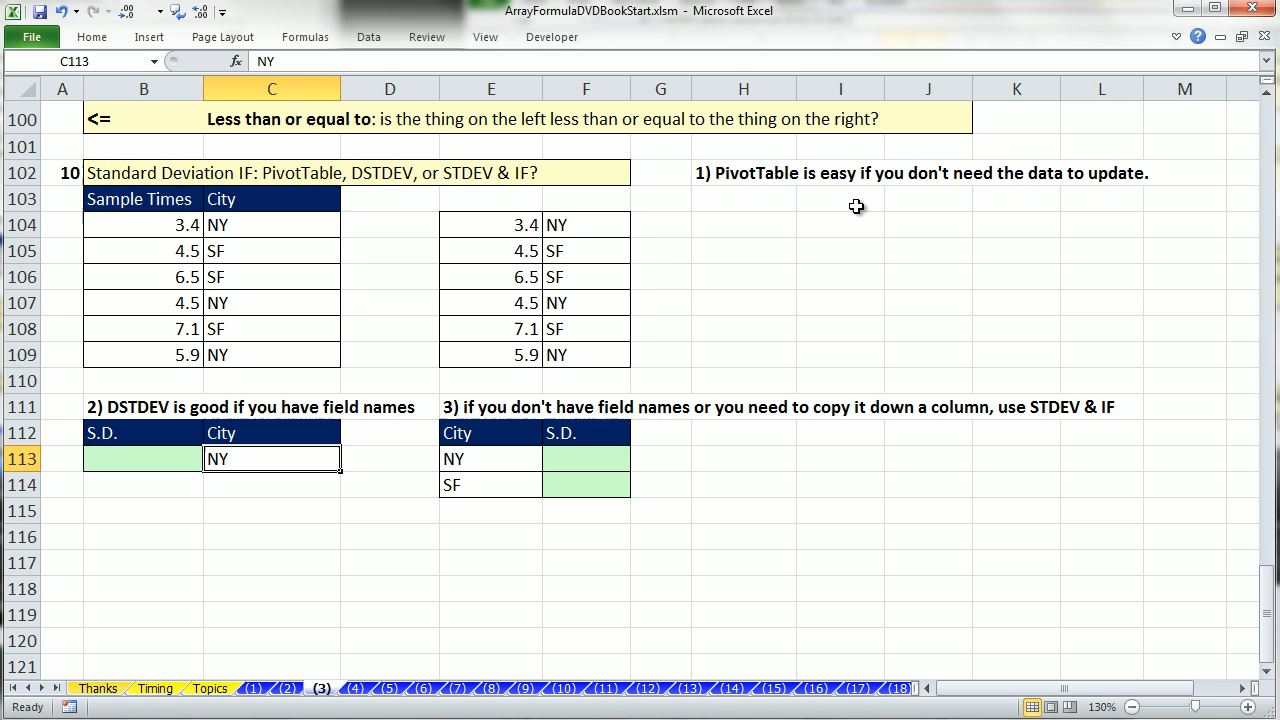 ArrayFormulaDVDBookStart.xlsm - Microsoft Excel
File Home Insert Page Layout Formulas Data Review View Developer
C113 fx NY
A B C D E F G H I J K L M
100 <= Less than or equal to: is the thing on the left less than or equal to the thing on the right?
101
102 10 Standard Deviation IF: PivotTable, DSTDEV, or STDEV & IF? 1) PivotTable is easy if you don't need the data to update.
103 Sample Times City
104 3.4 NY 3.4 NY
105 4.5 SF 4.5 SF
106 6.5 SF 6.5 SF
107 4.5 NY 4.5 NY
108 7.1 SF 7.1 SF
109 5.9 NY 5.9 NY
110
111 2) DSTDEV is good if you have field names 3) if you don't have field names or you need to copy it down a column, use STDEV & IF
112 S.D. City City S.D.
113 NY NY
114 SF
115
116
117
118
119
120
121
Thanks Timing Topics (1) (2) (3) (4) (5) (6) (7) (8) (9) (10) (11) (12) (13) (14) (15) (16) (17) (18
Ready 130%